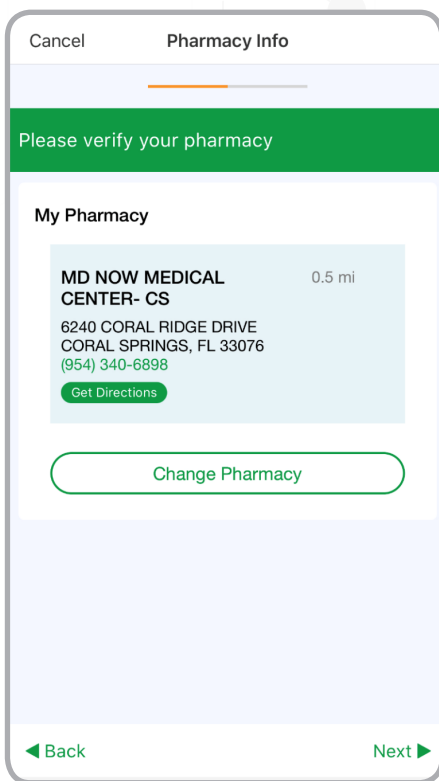 Cancel Pharmacy Info
Please verify your pharmacy
My Pharmacy
MD NOW MEDICAL 0.5 mi
CENTER- CS
6240 CORAL RIDGE DRIVE
CORAL SPRINGS, FL 33076
(954) 340-6898
Get Directions
Change Pharmacy
◀ Back Next ▶